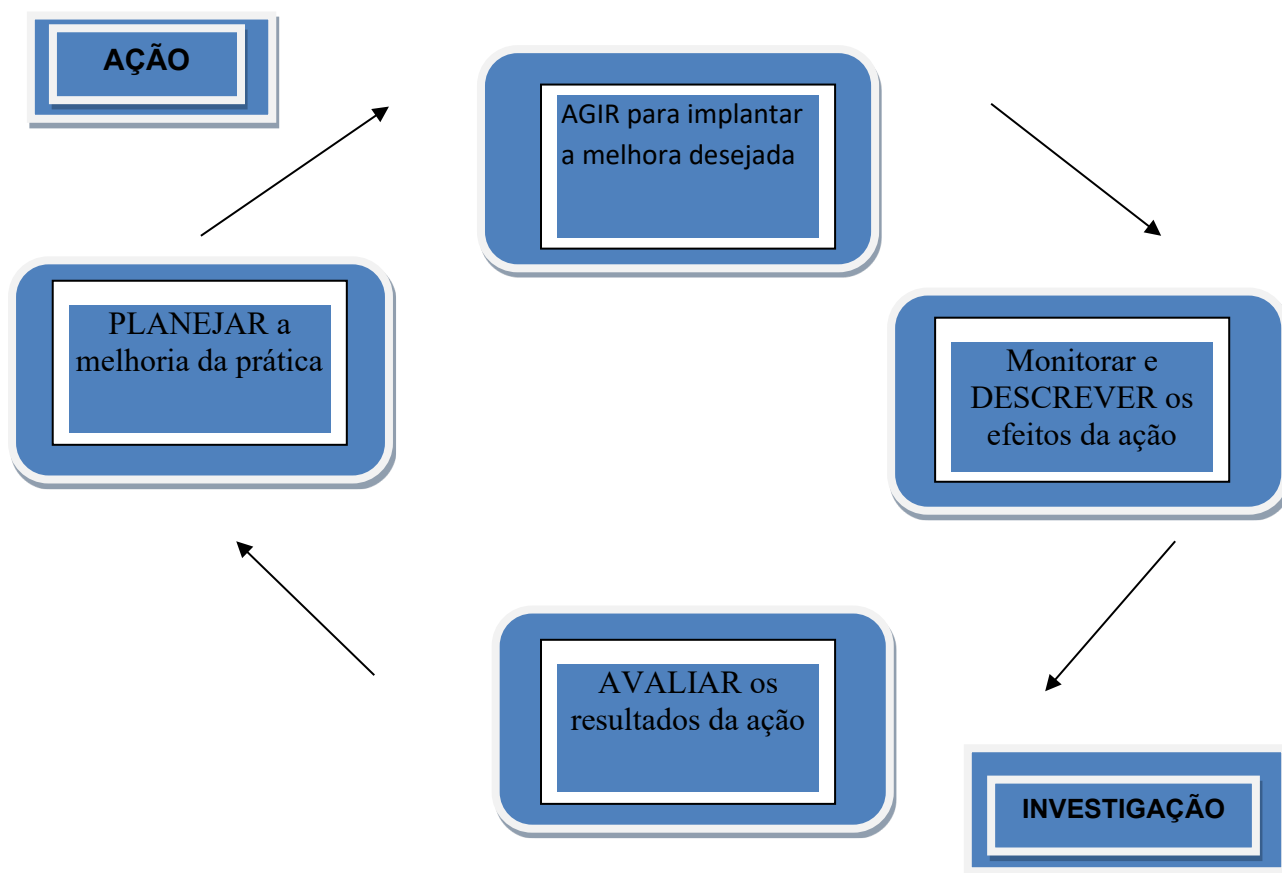 AÇÃO
AGIR para implantar
a melhora desejada
PLANEJAR a
melhoria da prática
Monitorar e
DESCREVER os
efeitos da ação
AVALIAR os
resultados da ação
INVESTIGAÇÃO